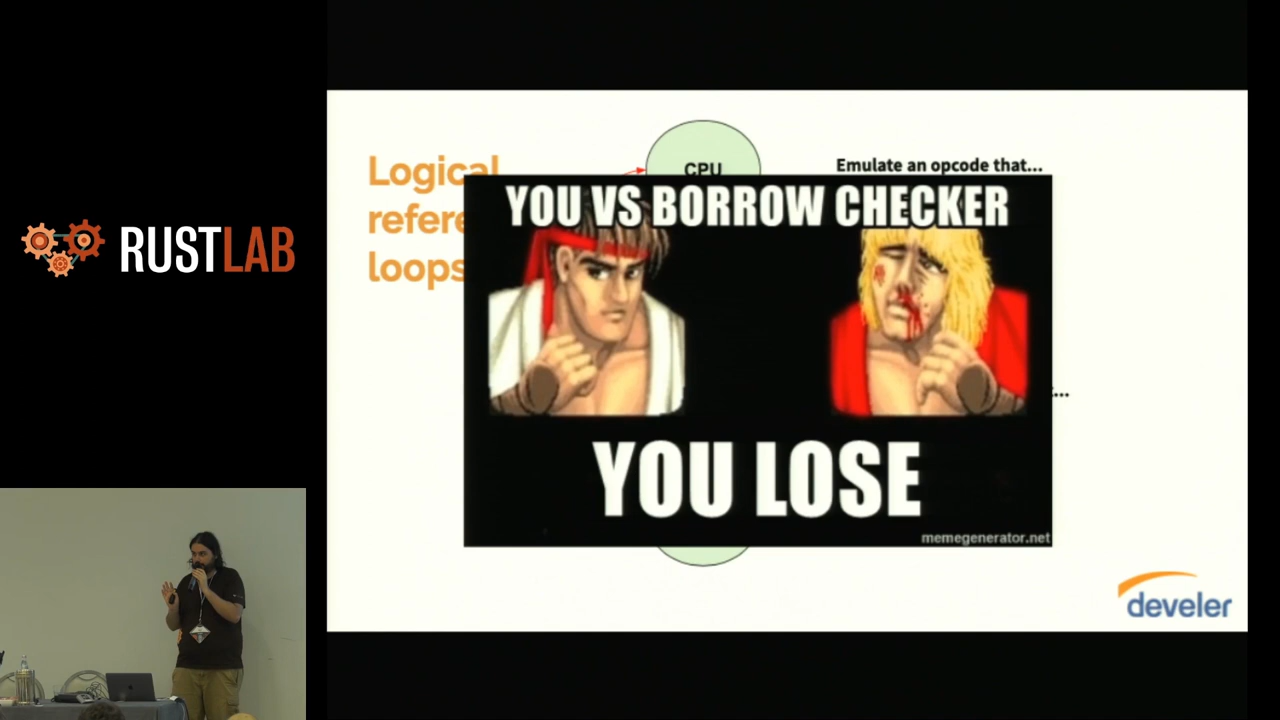 RUSTLAB
Logical
refere
loops
CPU
Emulate an opcode that...
YOU VS BORROW CHECKER
YOU LOSE
memegenerator.net
...
develer